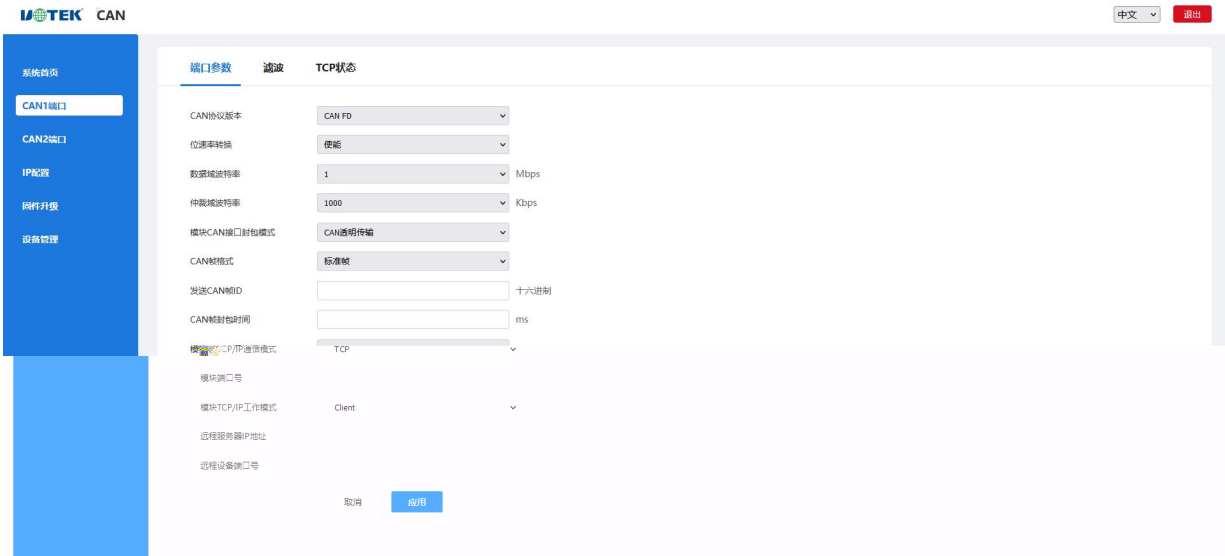 UOTEK CAN
中文
退出
系统首页
CAN1端口
CAN2端口
IP配置
固件升级
设备管理
端口参数 滤波 TCP状态
CAN协议版本 CAN FD
位速率转换 使能
数据域波特率 1 Mbps
仲裁域波特率 1000 Kbps
模块CAN接口封包模式 CAN透明传输
CAN帧格式 标准帧
发送CAN帧ID 十六进制
CAN帧封包时间 ms
CP/IP通信模式 TCP
模块端口号
模块TCP/IP工作模式 Client
远程服务器IP地址
远程设备端口号
取消 应用